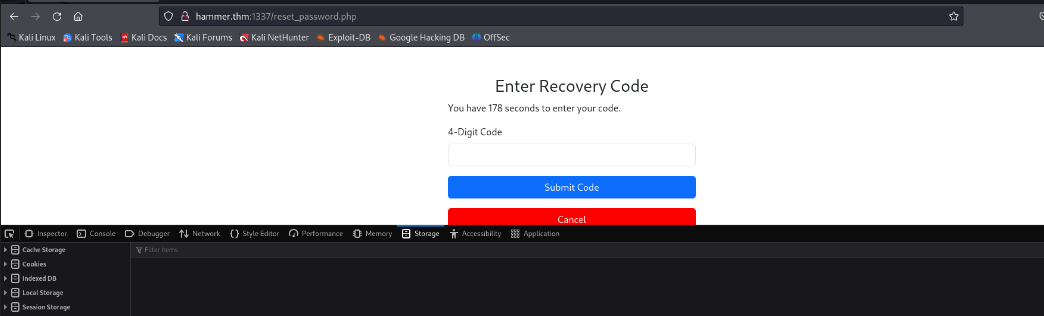 hammer.thm:1337/reset_password.php
Kali Linux Kali Tools Kali Docs Kali Forums Kali NetHunter Exploit-DB Google Hacking DB OffSec
Enter Recovery Code
You have 178 seconds to enter your code.
4-Digit Code
Submit Code
Cancel
Inspector Console Debugger Network Style Editor Performance Memory Storage Accessibility Application
Cache Storage
Filter Items
Cookies
Indexed DB
Local Storage
Session Storage